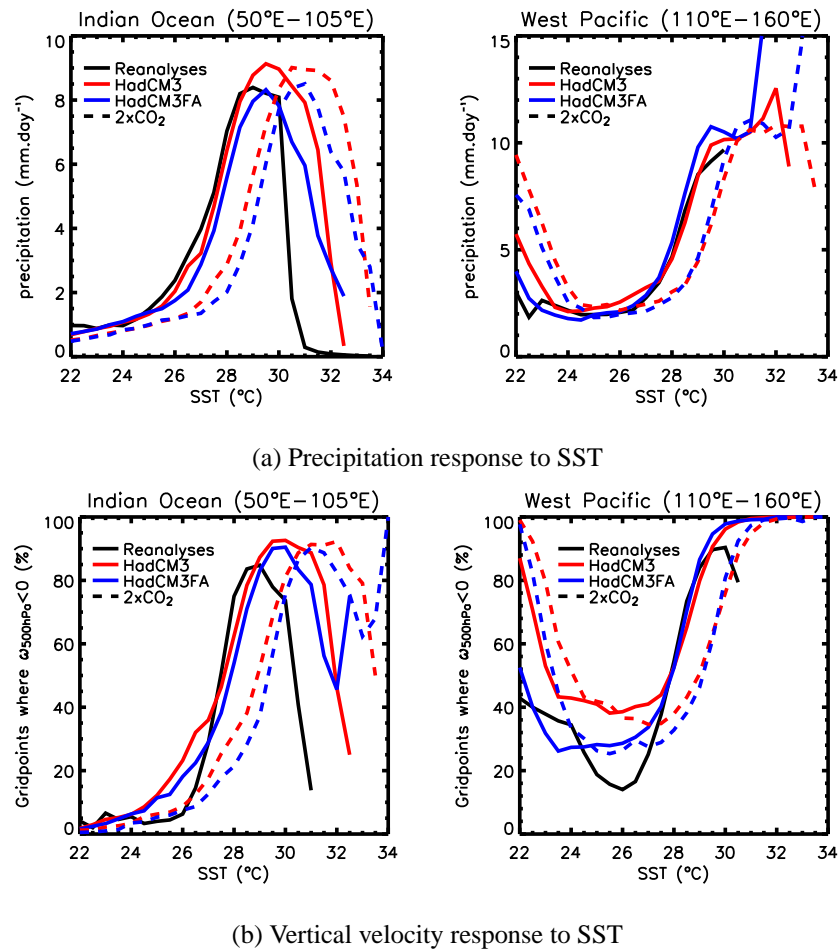 Indian Ocean (50°E−105°E)
West Pacific (110°E−160°E)
10
8
6
4
2
0
precipitation (mm.day⁻¹)
Reanalyses
HadCM3
HadCM3FA
2xCO₂
22 24 26 28 30 32 34
SST (°C)
15
10
5
0
precipitation (mm.day⁻¹)
Reanalyses
HadCM3
HadCM3FA
2xCO₂
22 24 26 28 30 32 34
SST (°C)
(a) Precipitation response to SST
Indian Ocean (50°E−105°E)
West Pacific (110°E−160°E)
100
80
60
40
20
0
Gridpoints where ω₅₀₀ₕPₐ<0 (%)
Reanalyses
HadCM3
HadCM3FA
2xCO₂
22 24 26 28 30 32 34
SST (°C)
100
80
60
40
20
0
Gridpoints where ω₅₀₀ₕPₐ<0 (%)
Reanalyses
HadCM3
HadCM3FA
2xCO₂
22 24 26 28 30 32 34
SST (°C)
(b) Vertical velocity response to SST